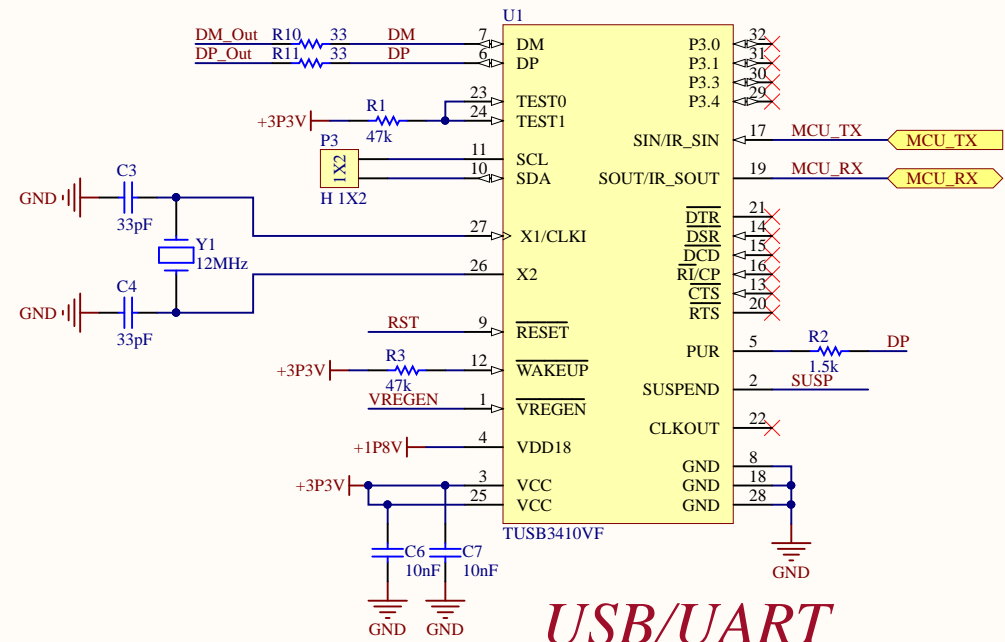 U1
DM_Out R10 33 DM 7 DM P3.0 32
DP_Out R11 33 DP 6 DP P3.1 31
P3.3 30
23 TEST0 P3.4 29
+3P3V R1 47k 24 TEST1
SIN/IR_SIN 17 MCU_TX MCU_TX
P3 1X2 H 1X2
11 SCL
10 SDA SOUT/IR_SOUT 19 MCU_RX MCU_RX
GND C3 33pF
DTR 21
27 X1/CLKI DSR 14
Y1 12MHz
DCD 15
26 X2 RI/CP 16
CTS 13
GND C4 33pF
RTS 20
RST 9 RESET
PUR 5 R2 1.5k DP
+3P3V R3 47k 12 WAKEUP
SUSPEND 2 SUSP
VREGEN 1 VREGEN
CLKOUT 22
+1P8V 4 VDD18
GND 8
+3P3V 3 VCC GND 18
25 VCC GND 28
TUSB3410VF
C6 10nF C7 10nF
GND
GND GND
USB/UART